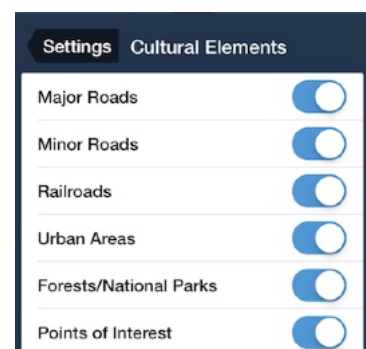 Settings Cultural Elements
Major Roads
Minor Roads
Railroads
Urban Areas
Forests/National Parks
Points of Interest